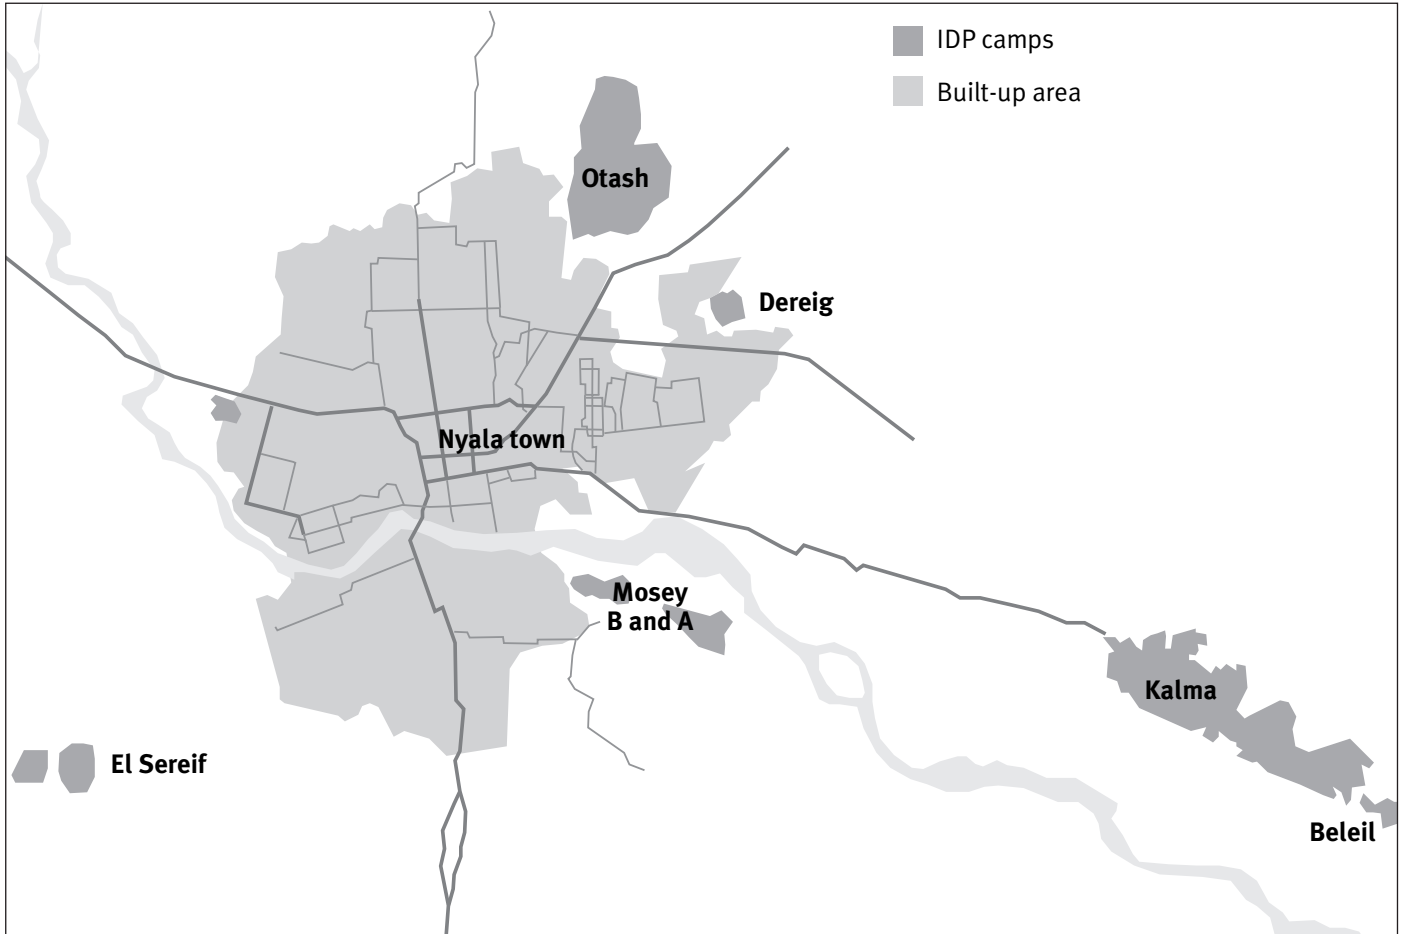 IDP camps
Built-up area
Otash
Dereig
Nyala town
Mosey
B and A
Kalma
El Sereif
Beleil